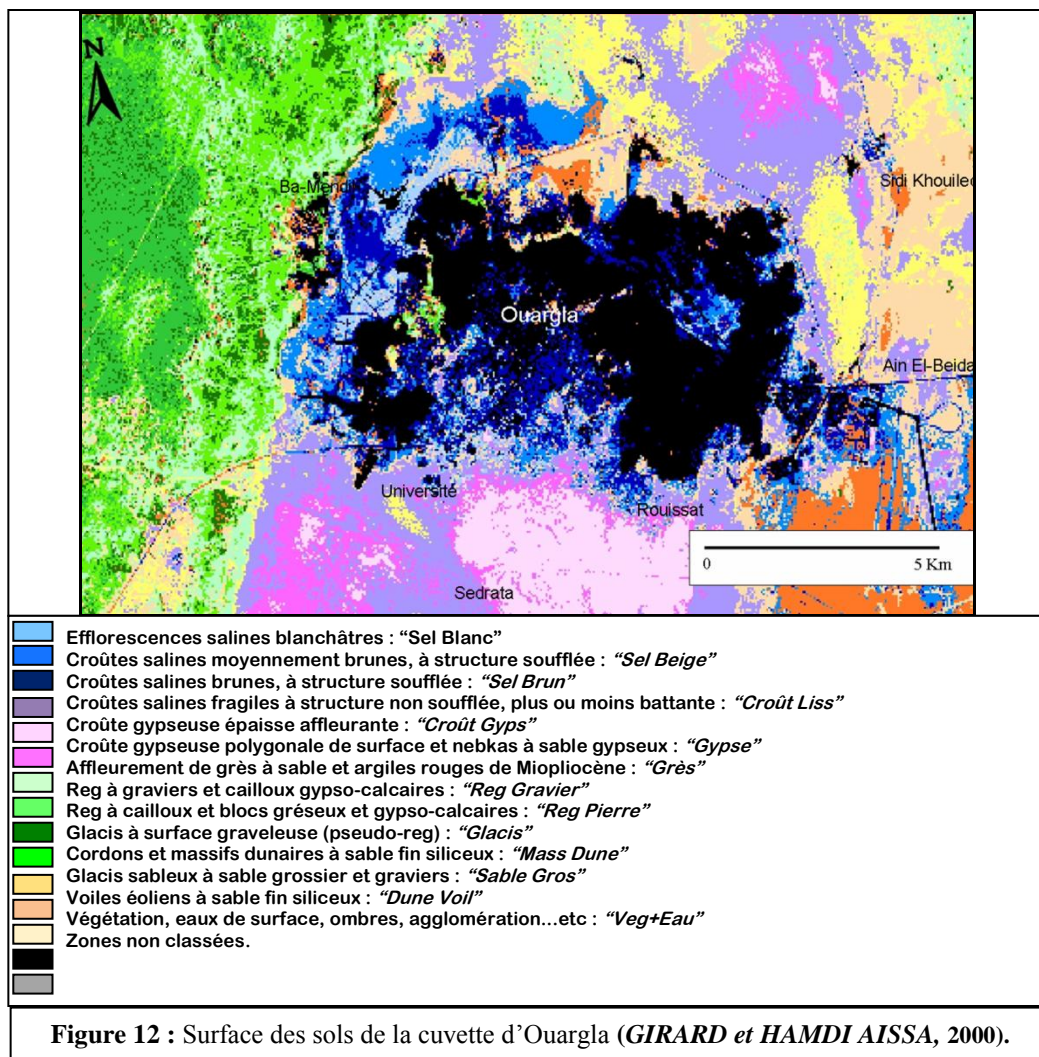 N
Ba-Mendil
Sidi Khouiled
Ouargla
Ain El-Beida
Université
Rouissat
0 5 Km
Sedrata
Efflorescences salines blanchâtres : “Sel Blanc”
Croûtes salines moyennement brunes, à structure soufflée : “Sel Beige”
Croûtes salines brunes, à structure soufflée : “Sel Brun”
Croûtes salines fragiles à structure non soufflée, plus ou moins battante : “Croût Liss”
Croûte gypseuse épaisse affleurante : “Croût Gyps”
Croûte gypseuse polygonale de surface et nebkas à sable gypseux : “Gypse”
Affleurement de grès à sable et argiles rouges de Miopliocène : “Grès”
Reg à graviers et cailloux gypso-calcaires : “Reg Gravier”
Reg à cailloux et blocs gréseux et gypso-calcaires : “Reg Pierre”
Glacis à surface graveleuse (pseudo-reg) : “Glacis”
Cordons et massifs dunaires à sable fin siliceux : “Mass Dune”
Glacis sableux à sable grossier et graviers : “Sable Gros”
Voiles éoliens à sable fin siliceux : “Dune Voil”
Végétation, eaux de surface, ombres, agglomération...etc : “Veg+Eau”
Zones non classées.
Figure 12 : Surface des sols de la cuvette d’Ouargla (GIRARD et HAMDI AISSA, 2000).